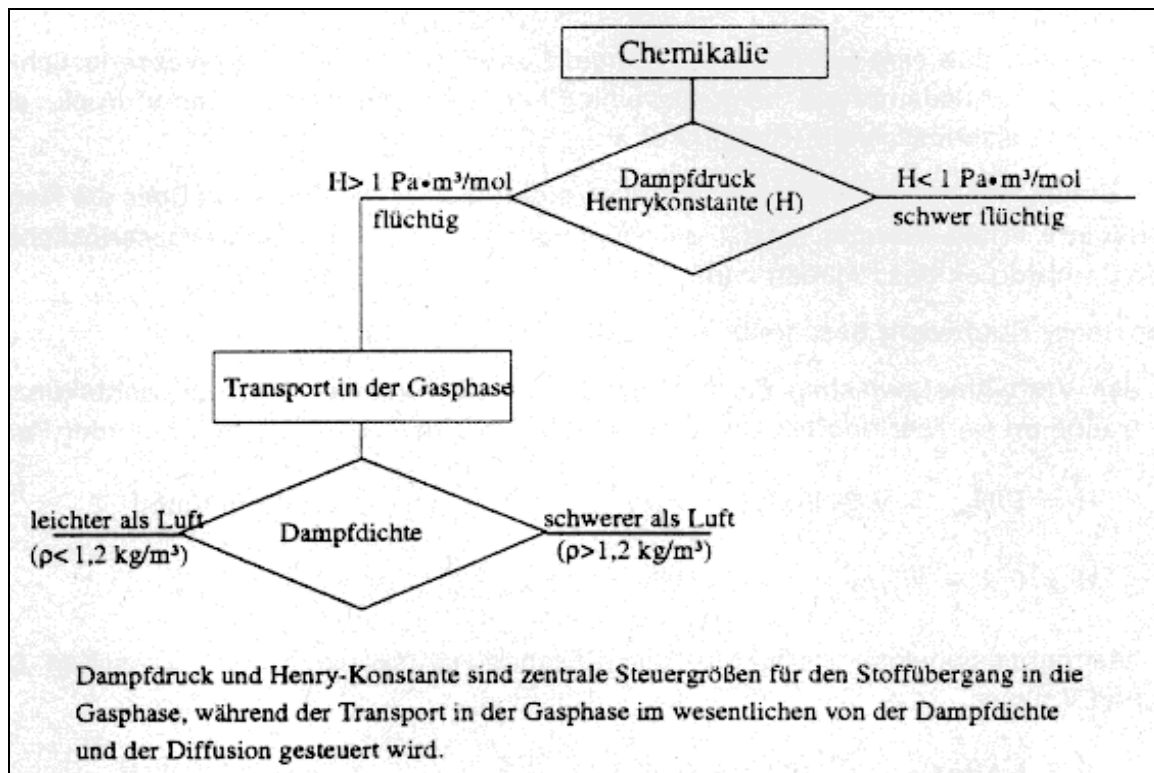 Chemikalie
H> 1 Pa•m³/mol
flüchtig
Dampfdruck
Henrykonstante (H)
H< 1 Pa•m³/mol
schwer flüchtig
Transport in der Gasphase
leichter als Luft
(ρ< 1,2 kg/m³)
Dampfdichte
schwerer als Luft
(ρ>1,2 kg/m³)
Dampfdruck und Henry-Konstante sind zentrale Steuergrößen für den Stoffübergang in die
Gasphase, während der Transport in der Gasphase im wesentlichen von der Dampfdichte
und der Diffusion gesteuert wird.